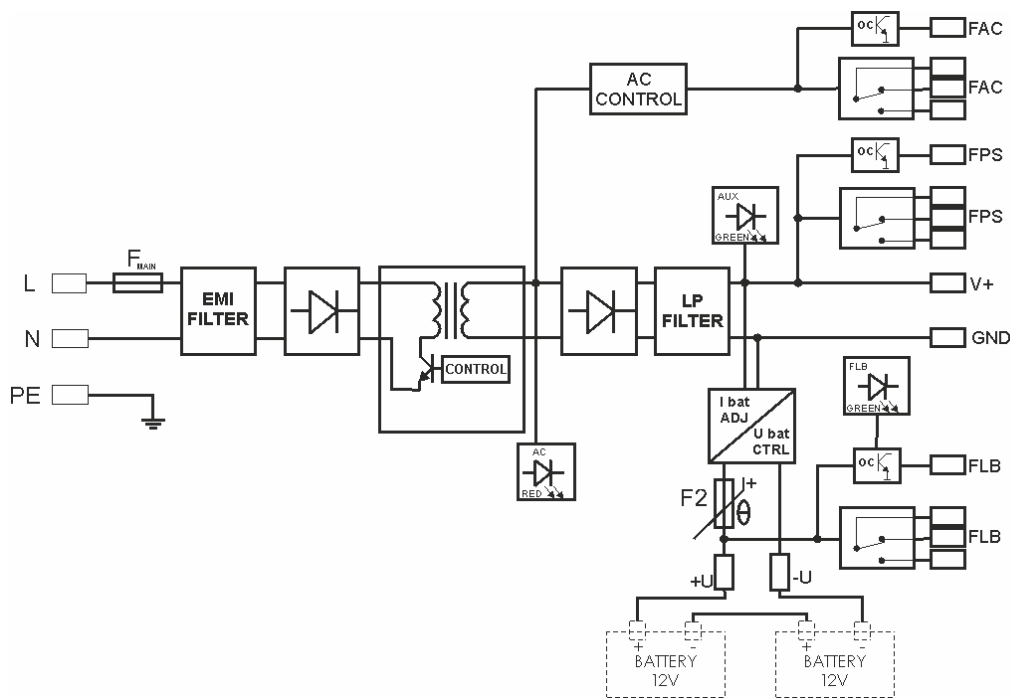 OC
FAC
AC
CONTROL
FAC
OC
FPS
AUX
GREEN
FPS
F MAIN
L
EMI
FILTER
LP
FILTER
V+
N
GND
CONTROL
FLB
GREEN
PE
I bat
ADJ
U bat
CTRL
AC
RED
OC
FLB
F2
I+
θ
FLB
+U
-U
+ -
+ -
BATTERY
12V
BATTERY
12V